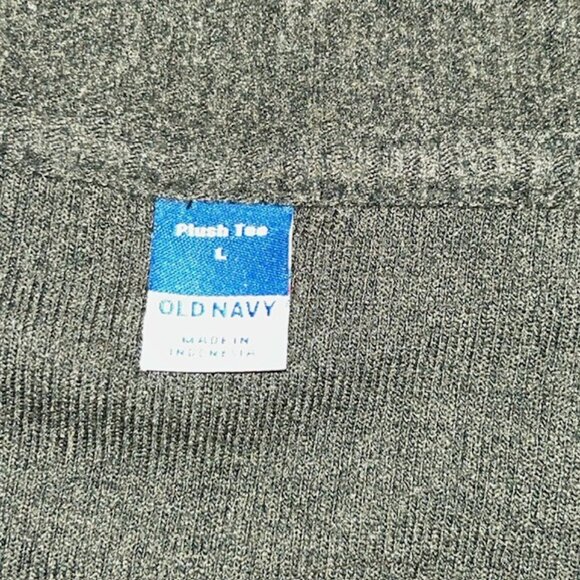 Plush Tee
L
OLD NAVY
MADE IN
INDONESIA